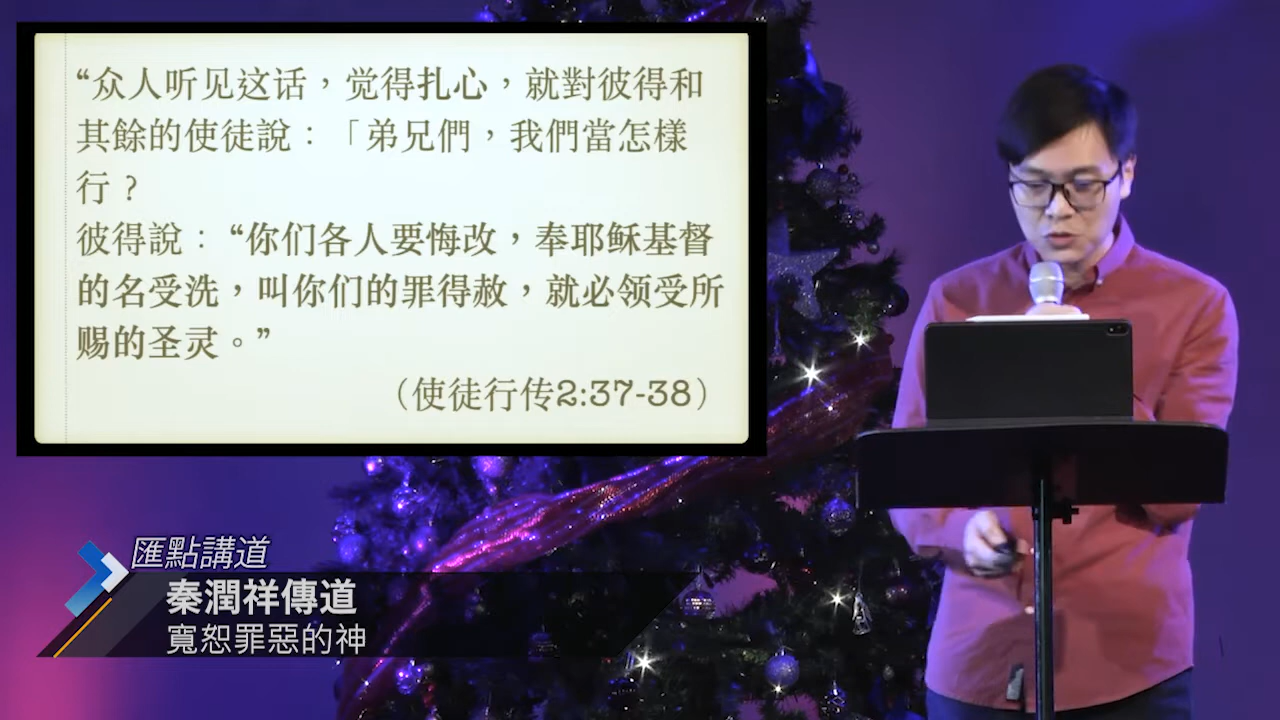 “众人听见这话，觉得扎心，就對彼得和
其餘的使徒說：「弟兄們，我們當怎樣
行？
彼得說：“你们各人要悔改，奉耶稣基督
的名受洗，叫你们的罪得赦，就必领受所
赐的圣灵。”
（使徒行传2:37-38）
匯點講道
秦潤祥傳道
寬恕罪惡的神